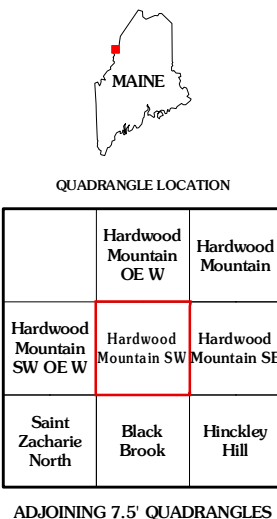 MAINE
QUADRANGLE LOCATION
Hardwood
Mountain
OE W
Hardwood
Mountain
Hardwood
Mountain
SW OE W
Hardwood
Mountain SW
Hardwood
Mountain SE
Saint
Zacharie
North
Black
Brook
Hinckley
Hill
ADJOINING 7.5' QUADRANGLES